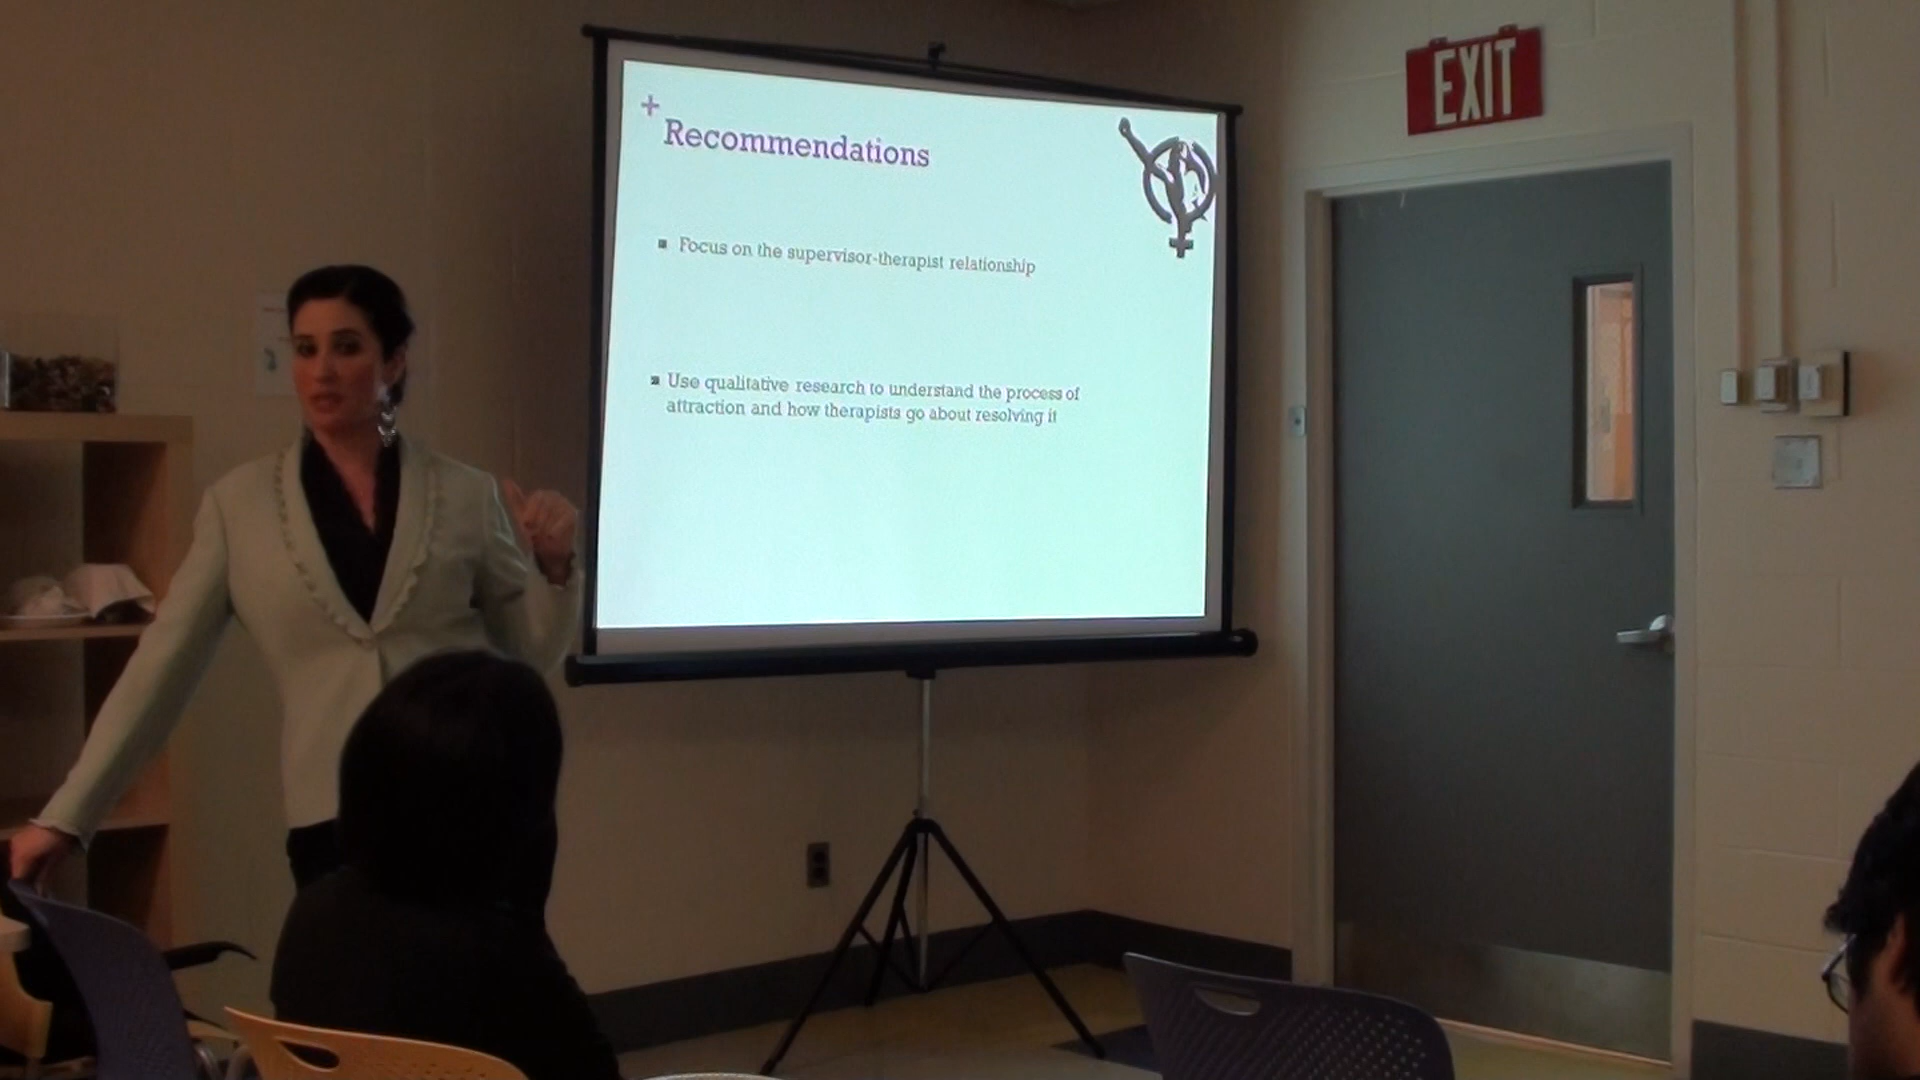 +
Recommendations
▪ Focus on the supervisor-therapist relationship
▪ Use qualitative research to understand the process of
attraction and how therapists go about resolving it
EXIT